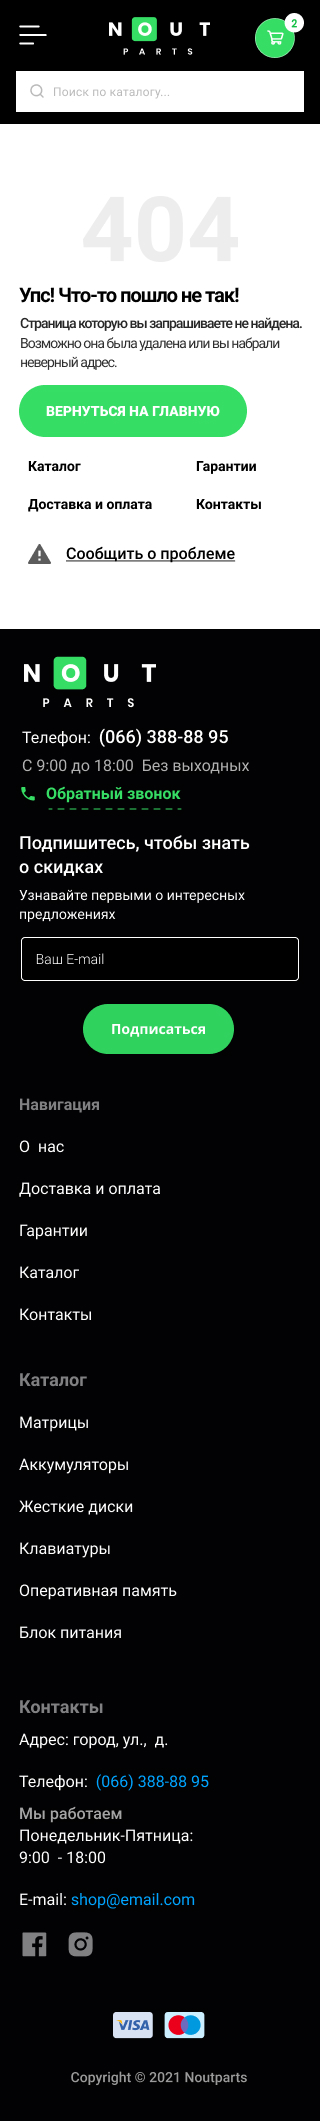 NOUT
PARTS
2
Поиск по каталогу...
404
Упс! Что-то пошло не так!
Страница которую вы запрашиваете не найдена.
Возможно она была удалена или вы набрали
неверный адрес.
ВЕРНУТЬСЯ НА ГЛАВНУЮ
Каталог
Гарантии
Доставка и оплата
Контакты
Сообщить о проблеме
NOUT
PARTS
Телефон: (066) 388-88 95
С 9:00 до 18:00 Без выходных
Обратный звонок
Подпишитесь, чтобы знать
о скидках
Узнавайте первыми о интересных
предложениях
Ваш E-mail
Подписаться
Навигация
О нас
Доставка и оплата
Гарантии
Каталог
Контакты
Каталог
Матрицы
Аккумуляторы
Жесткие диски
Клавиатуры
Оперативная память
Блок питания
Контакты
Адрес: город, ул., д.
Телефон: (066) 388-88 95
Мы работаем
Понедельник-Пятница:
9:00 - 18:00
E-mail: shop@email.com
VISA
Copyright © 2021 Noutparts